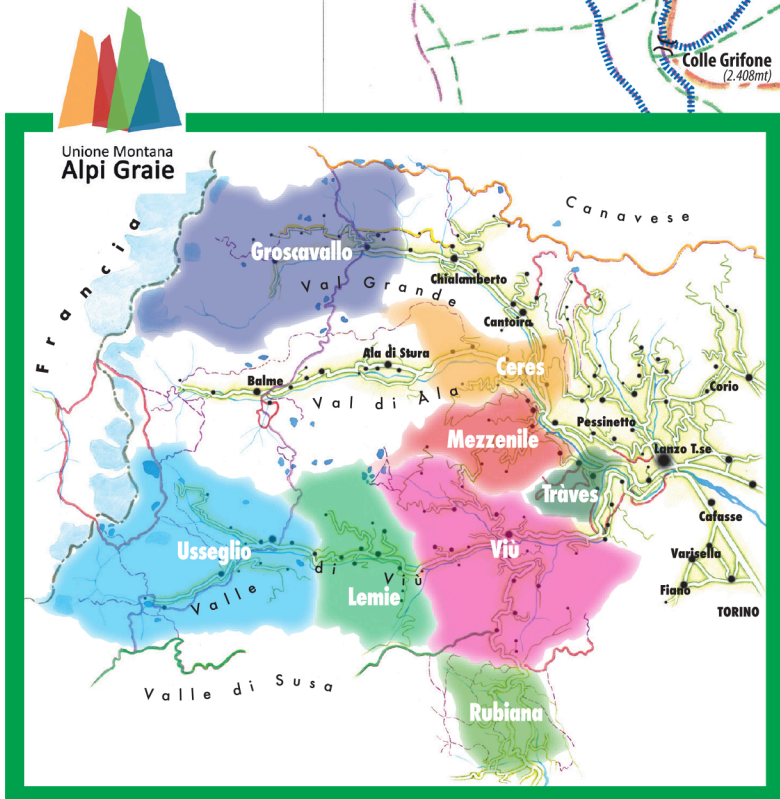 Colle Grifone
(2.408mt)
Unione Montana
Alpi Graie
Canavese
Francia
Groscavallo
Chialamberto
Val Grande
Cantoira
Ala di Stura
Ceres
Balme
Corio
Val di Ala
Pessinetto
Mezzenile
Lanzo T.se
Tràves
Cafasse
Usseglio
Viù
Varisella
Valle di Viù
Lemie
Fiano
TORINO
Valle di Susa
Rubiana